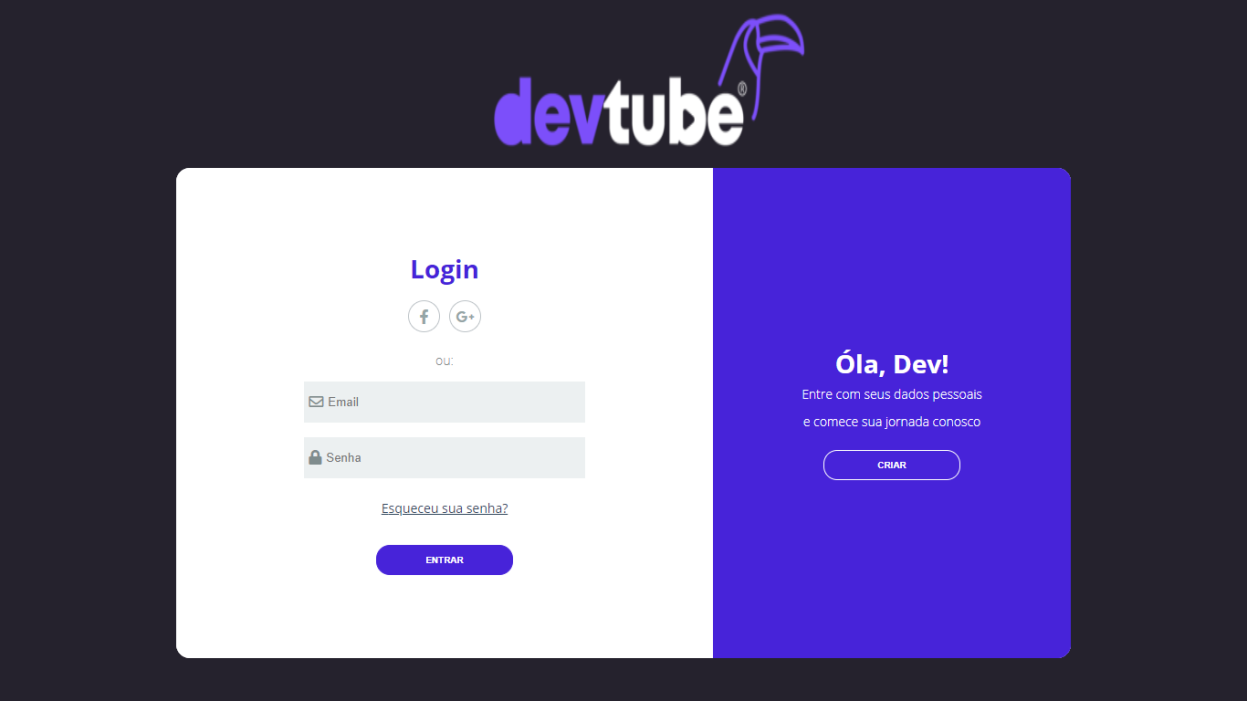 devtube®
Login
ou:
Email
Senha
Esqueceu sua senha?
ENTRAR
Óla, Dev!
Entre com seus dados pessoais
e comece sua jornada conosco
CRIAR